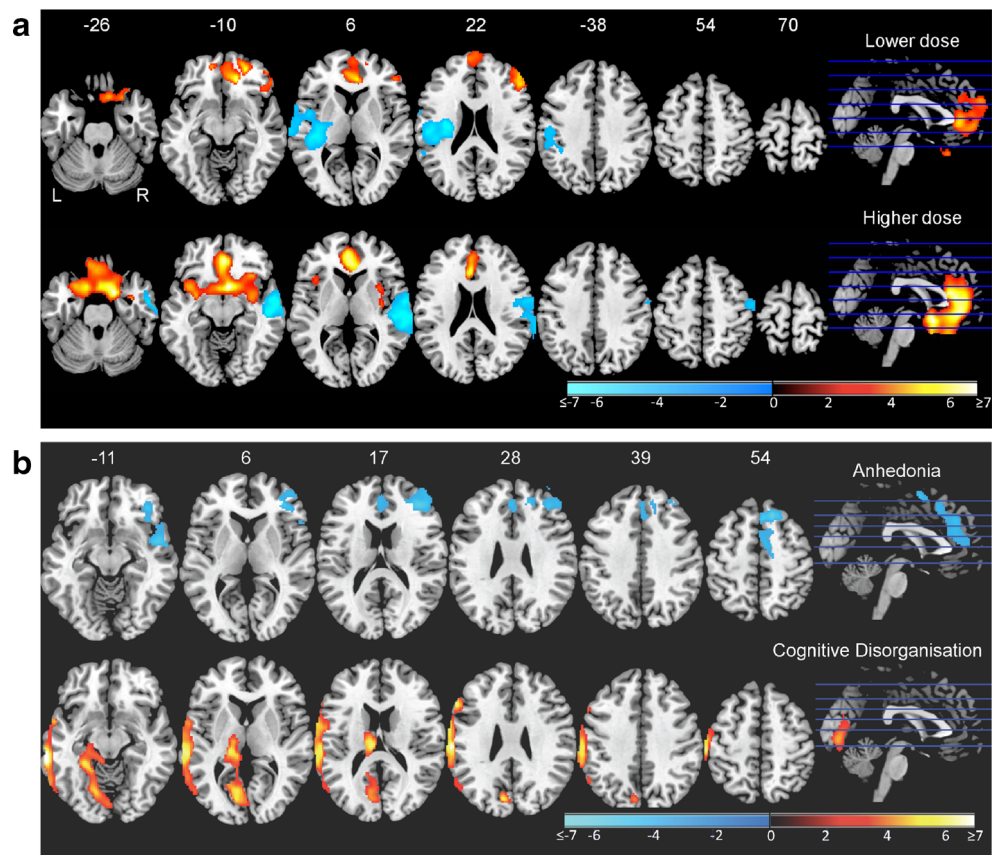 a
-26 -10 6 22 -38 54 70
Lower dose
L R
Higher dose
≤-7 -6 -4 -2 0 2 4 6 ≥7
b
-11 6 17 28 39 54
Anhedonia
Cognitive Disorganisation
≤-7 -6 -4 -2 0 2 4 6 ≥7